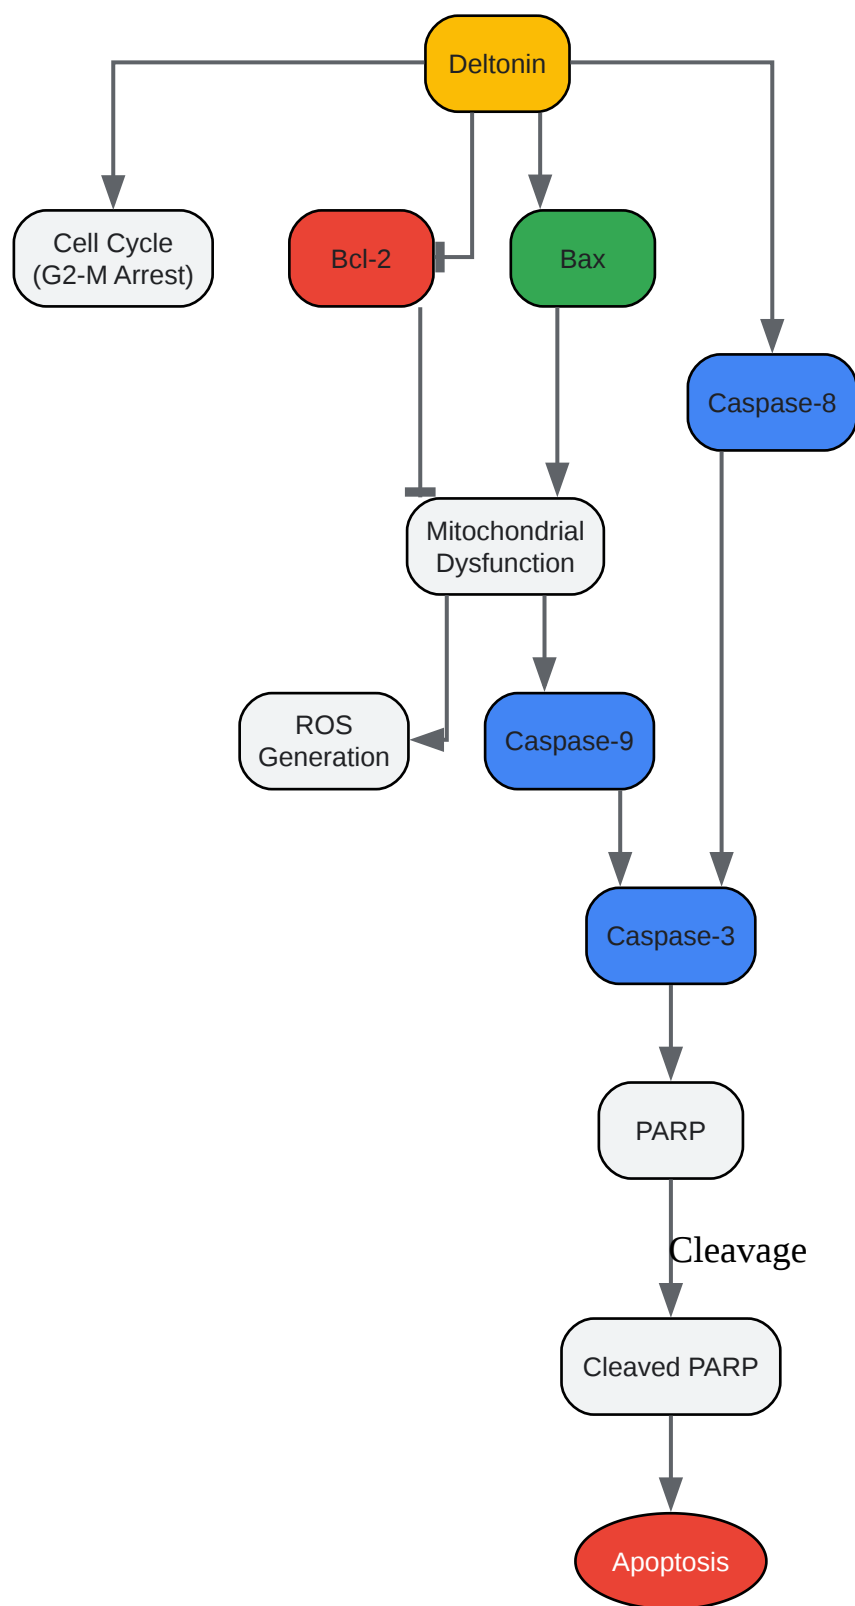 Deltonin
Cell Cycle
(G2-M Arrest)
Bcl-2
Bax
Caspase-8
Mitochondrial
Dysfunction
ROS
Generation
Caspase-9
Caspase-3
PARP
Cleavage
Cleaved PARP
Apoptosis